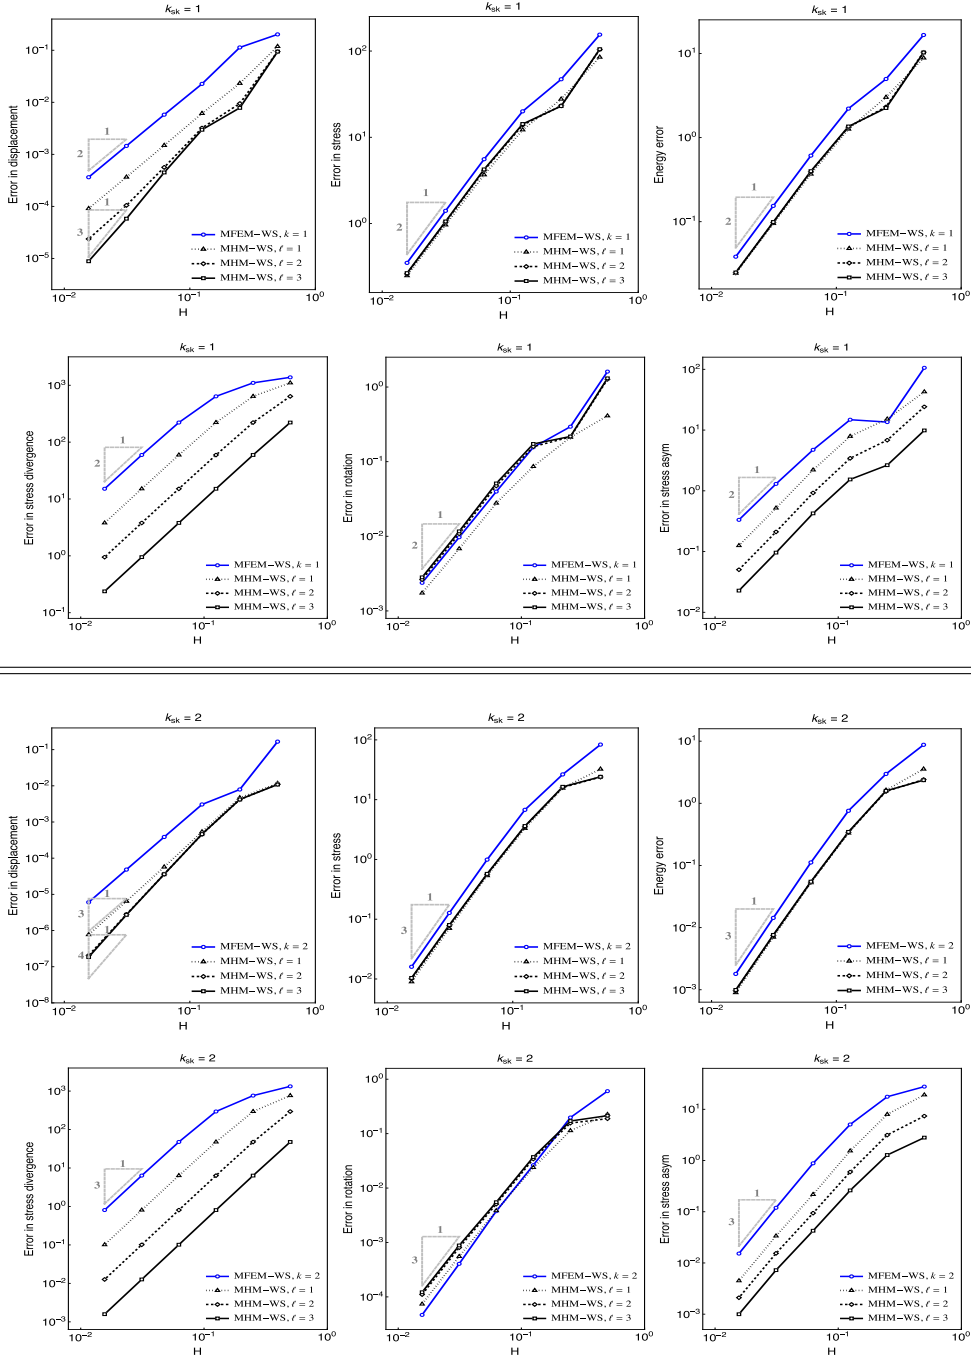 k_sk = 1
Error in displacement
10^−1
10^−2
10^−3
10^−4
10^−5
1
2
1
3
MFEM−WS, k = 1
MHM−WS, ℓ = 1
MHM−WS, ℓ = 2
MHM−WS, ℓ = 3
10^−2
10^−1
10^0
H
k_sk = 1
Error in stress
10^2
10^1
10^0
1
2
MFEM−WS, k = 1
MHM−WS, ℓ = 1
MHM−WS, ℓ = 2
MHM−WS, ℓ = 3
10^−2
10^−1
10^0
H
k_sk = 1
Energy error
10^1
10^0
10^−1
1
2
MFEM−WS, k = 1
MHM−WS, ℓ = 1
MHM−WS, ℓ = 2
MHM−WS, ℓ = 3
10^−2
10^−1
10^0
H
k_sk = 1
Error in stress divergence
10^3
10^2
10^1
10^0
10^−1
1
2
MFEM−WS, k = 1
MHM−WS, ℓ = 1
MHM−WS, ℓ = 2
MHM−WS, ℓ = 3
10^−2
10^−1
10^0
H
k_sk = 1
Error in rotation
10^0
10^−1
10^−2
10^−3
1
2
MFEM−WS, k = 1
MHM−WS, ℓ = 1
MHM−WS, ℓ = 2
MHM−WS, ℓ = 3
10^−2
10^−1
10^0
H
k_sk = 1
Error in stress asym
10^2
10^1
10^0
10^−1
10^−2
1
2
MFEM−WS, k = 1
MHM−WS, ℓ = 1
MHM−WS, ℓ = 2
MHM−WS, ℓ = 3
10^−2
10^−1
10^0
H
k_sk = 2
Error in displacement
10^−1
10^−2
10^−3
10^−4
10^−5
10^−6
10^−7
10^−8
1
3
1
4
MFEM−WS, k = 2
MHM−WS, ℓ = 1
MHM−WS, ℓ = 2
MHM−WS, ℓ = 3
10^−2
10^−1
10^0
H
k_sk = 2
Error in stress
10^2
10^1
10^0
10^−1
10^−2
1
3
MFEM−WS, k = 2
MHM−WS, ℓ = 1
MHM−WS, ℓ = 2
MHM−WS, ℓ = 3
10^−2
10^−1
10^0
H
k_sk = 2
Energy error
10^1
10^0
10^−1
10^−2
10^−3
1
3
MFEM−WS, k = 2
MHM−WS, ℓ = 1
MHM−WS, ℓ = 2
MHM−WS, ℓ = 3
10^−2
10^−1
10^0
H
k_sk = 2
Error in stress divergence
10^3
10^2
10^1
10^0
10^−1
10^−2
10^−3
1
3
MFEM−WS, k = 2
MHM−WS, ℓ = 1
MHM−WS, ℓ = 2
MHM−WS, ℓ = 3
10^−2
10^−1
10^0
H
k_sk = 2
Error in rotation
10^0
10^−1
10^−2
10^−3
10^−4
1
3
MFEM−WS, k = 2
MHM−WS, ℓ = 1
MHM−WS, ℓ = 2
MHM−WS, ℓ = 3
10^−2
10^−1
10^0
H
k_sk = 2
Error in stress asym
10^2
10^1
10^0
10^−1
10^−2
10^−3
1
3
MFEM−WS, k = 2
MHM−WS, ℓ = 1
MHM−WS, ℓ = 2
MHM−WS, ℓ = 3
10^−2
10^−1
10^0
H